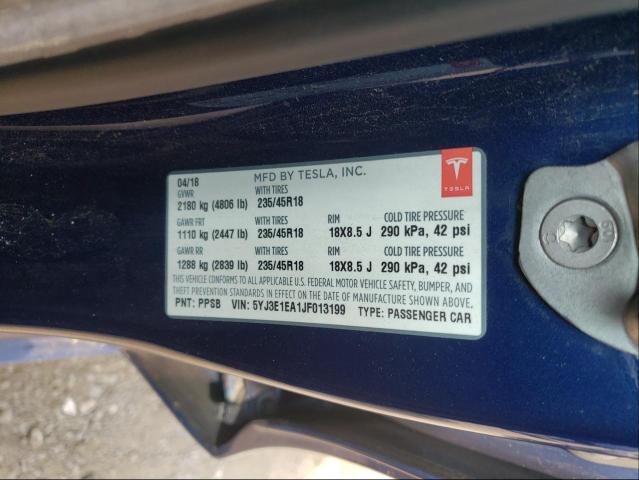 04/18 MFD BY TESLA, INC.
GVWR WITH TIRES
2180 kg (4806 lb) 235/45R18
GAWR FRT WITH TIRES RIM COLD TIRE PRESSURE
1110 kg (2447 lb) 235/45R18 18X8.5 J 290 kPa, 42 psi
GAWR RR WITH TIRES RIM COLD TIRE PRESSURE
1288 kg (2839 lb) 235/45R18 18X8.5 J 290 kPa, 42 psi
THIS VEHICLE CONFORMS TO ALL APPLICABLE U.S. FEDERAL MOTOR VEHICLE SAFETY, BUMPER, AND
THEFT PREVENTION STANDARDS IN EFFECT ON THE DATE OF MANUFACTURE SHOWN ABOVE.
PNT: PPSB VIN: 5YJ3E1EA1JF013199 TYPE: PASSENGER CAR
TESLA